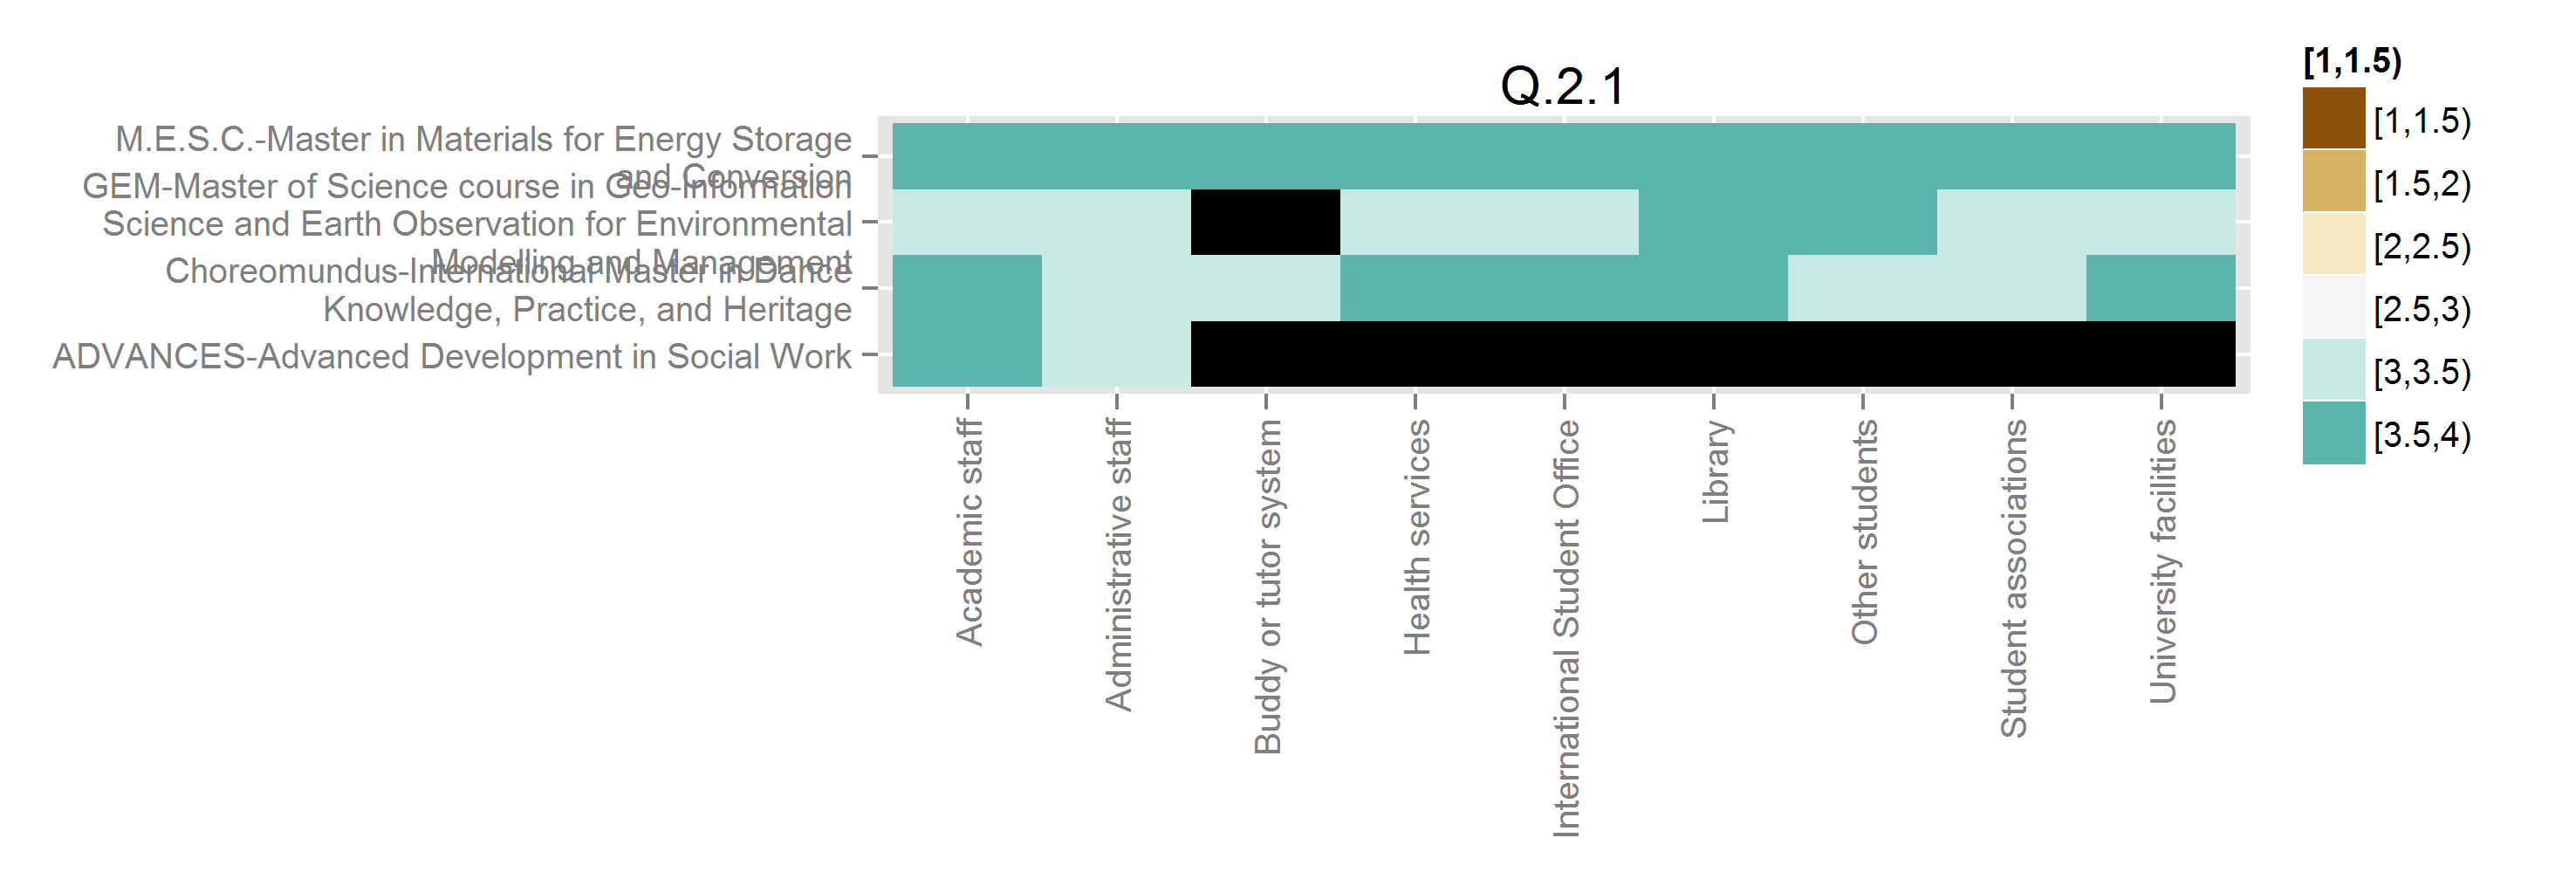 Q.2.1
M.E.S.C.-Master in Materials for Energy Storage
and Conversion
GEM-Master of Science course in Geo-Information
Science and Earth Observation for Environmental
Modelling and Management
Choreomundus-International Master in Dance
Knowledge, Practice, and Heritage
ADVANCES-Advanced Development in Social Work
Academic staff
Administrative staff
Buddy or tutor system
Health services
International Student Office
Library
Other students
Student associations
University facilities
[1,1.5)
[1,1.5)
[1.5,2)
[2,2.5)
[2.5,3)
[3,3.5)
[3.5,4)